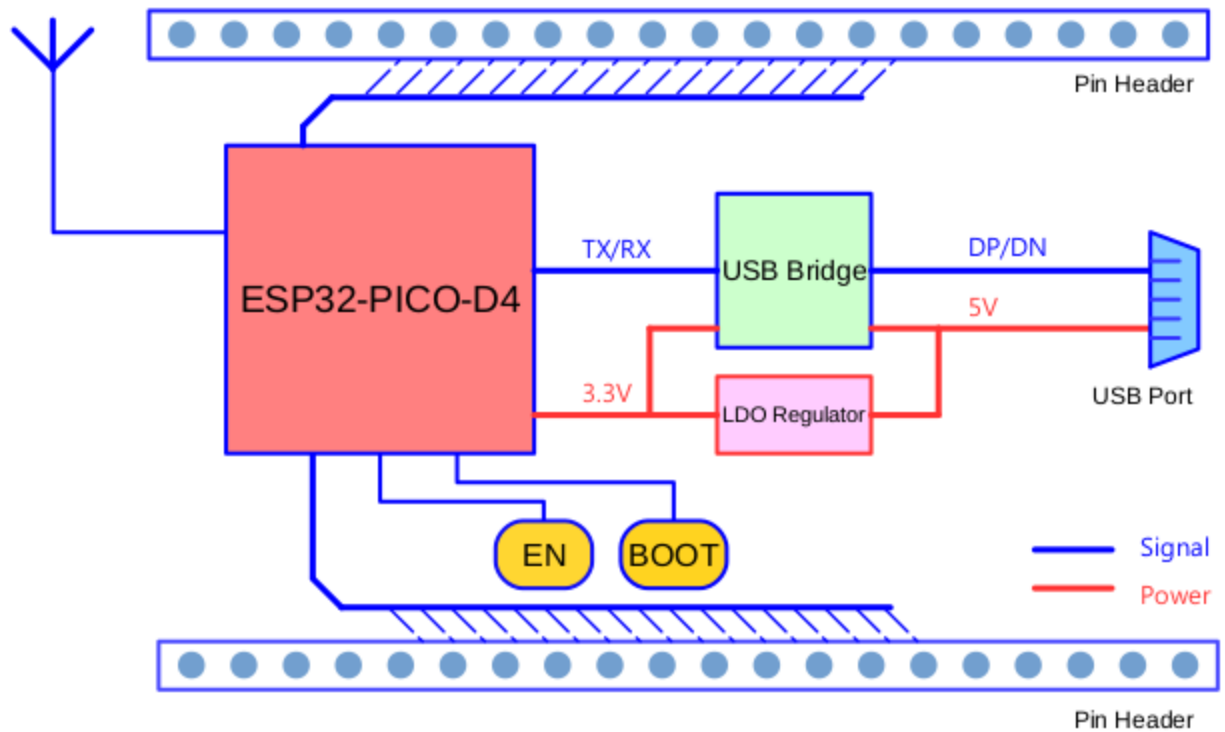 Pin Header
TX/RX
USB Bridge
DP/DN
ESP32-PICO-D4
5V
3.3V
LDO Regulator
USB Port
EN
BOOT
Signal
Power
Pin Header